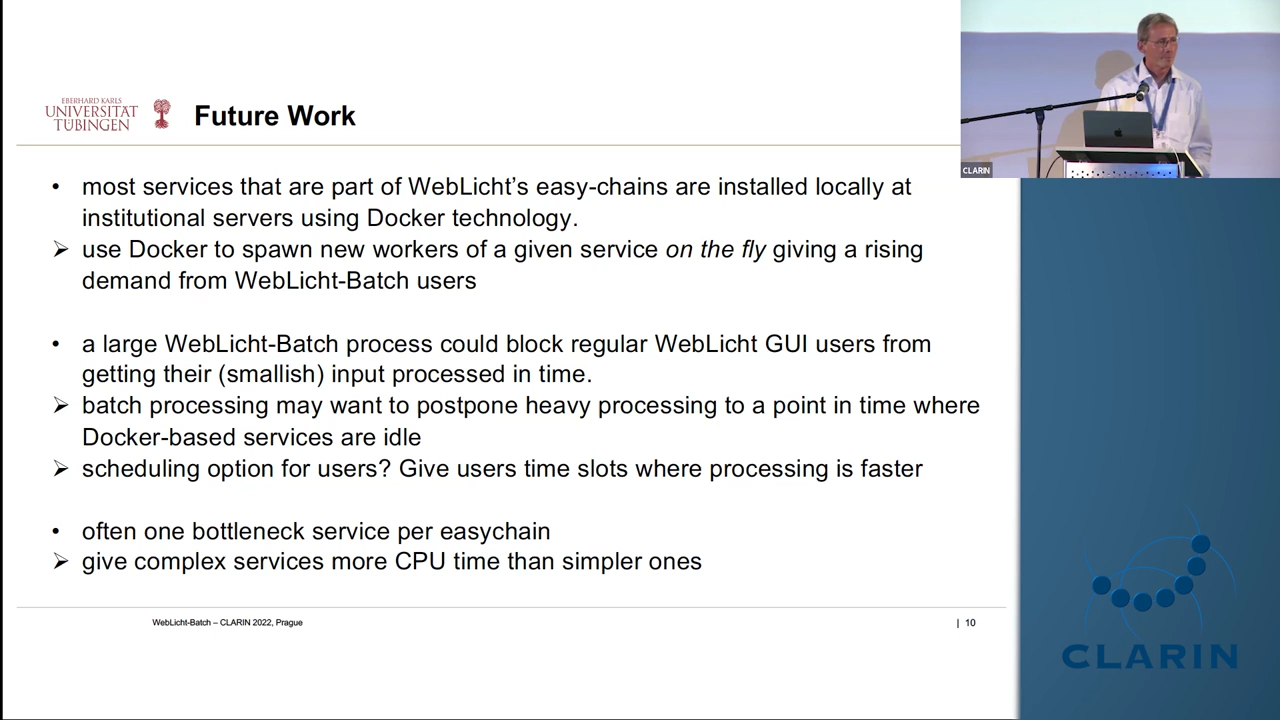 EBERHARD KARLS
UNIVERSITÄT
TÜBINGEN
Future Work
• most services that are part of WebLicht's easy-chains are installed locally at
institutional servers using Docker technology.
➢ use Docker to spawn new workers of a given service on the fly giving a rising
demand from WebLicht-Batch users
• a large WebLicht-Batch process could block regular WebLicht GUI users from
getting their (smallish) input processed in time.
➢ batch processing may want to postpone heavy processing to a point in time where
Docker-based services are idle
➢ scheduling option for users? Give users time slots where processing is faster
• often one bottleneck service per easychain
➢ give complex services more CPU time than simpler ones
WebLicht-Batch – CLARIN 2022, Prague
| 10
CLARIN
CLARIN